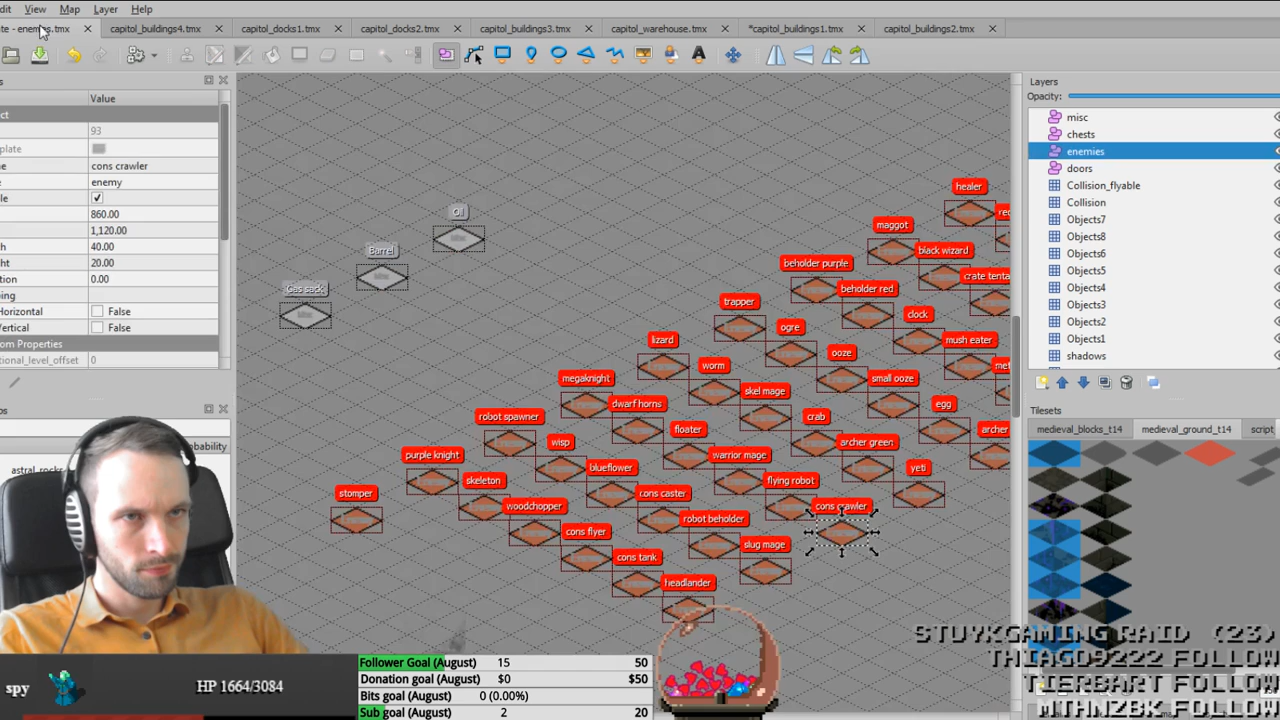 dit View Map Layer Help
te - enemies.tmx capitol_buildings4.tmx capitol_docks1.tmx capitol_docks2.tmx capitol_buildings3.tmx capitol_warehouse.tmx *capitol_buildings1.tmx capitol_buildings2.tmx
Value
93
cons crawler
enemy
860.00
1,120.00
40.00
20.00
0.00
Horizontal False
Vertical False
Properties
tional_level_offset 0
Oil
Barrel
Gas sack
healer
maggot
black wizard
beholder purple
crate tenta
beholder red
trapper
clock
ogre
mush eater
lizard
ooze
worm
small ooze
megaknight
skel mage
egg
dwarf horns
crab
archer
robot spawner
floater
archer green
wisp
warrior mage
yeti
purple knight
blueflower
flying robot
skeleton
cons caster
cons crawler
stomper
woodchopper
robot beholder
cons flyer
slug mage
cons tank
headlander
Layers
Opacity:
misc
chests
enemies
doors
Collision_flyable
Collision
Objects7
Objects8
Objects6
Objects5
Objects4
Objects3
Objects2
Objects1
shadows
Tilesets
medieval_blocks_t14 medieval_ground_t14 script
STUYKGAMING RAID (23)
THIAGO9222 FOLLOW
TIERBART FOLLOW
MTHNZBK FOLLOW
spy HP 1664/3084
Follower Goal (August) 15 50
Donation goal (August) $0 $50
Bits goal (August) 0 (0.00%)
Sub goal (August) 2 20